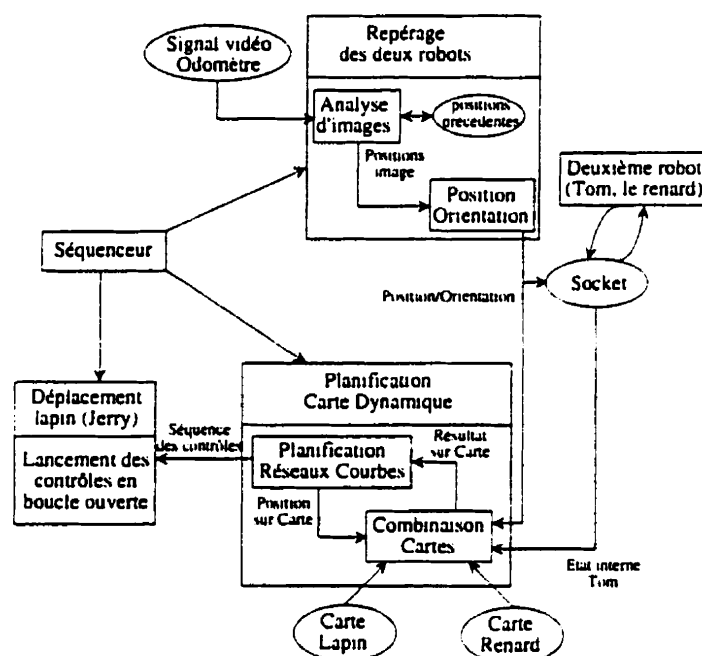 Signal vidéo
Odomètre
Repérage
des deux robots
Analyse
d'images
positions
précédentes
Positions
image
Position
Orientation
Deuxième robot
(Tom, le renard)
Séquenceur
Socket
Position/Orientation
Déplacement
lapin (Jerry)
Lancement des
contrôles en
boucle ouverte
Séquence
des contrôles
Planification
Carte Dynamique
Planification
Réseaux Courbes
Résultat
sur Carte
Position
sur Carte
Combinaison
Cartes
Etat interne
Tom
Carte
Lapin
Carte
Renard